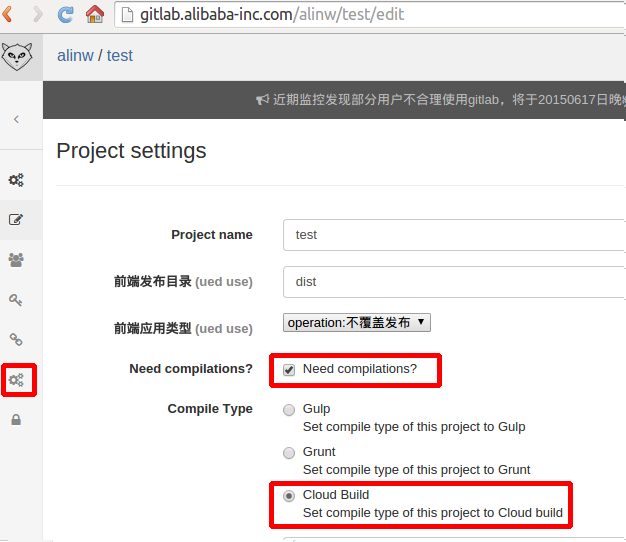 gitlab.alibaba-inc.com/alinw/test/edit
alinw / test
近期监控发现部分用户不合理使用gitlab，将于20150617日晚
Project settings
Project name
test
前端发布目录 (ued use)
dist
前端应用类型 (ued use)
operation:不覆盖发布
Need compilations?
Need compilations?
Compile Type
Gulp
Set compile type of this project to Gulp
Grunt
Set compile type of this project to Grunt
Cloud Build
Set compile type of this project to Cloud build